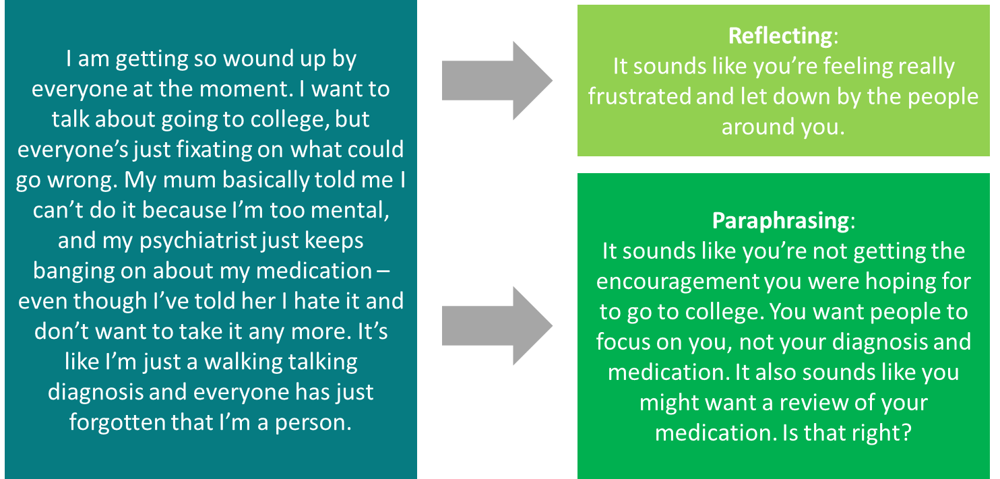 I am getting so wound up by
everyone at the moment. I want to
talk about going to college, but
everyone’s just fixating on what could
go wrong. My mum basically told me I
can’t do it because I’m too mental,
and my psychiatrist just keeps
banging on about my medication –
even though I’ve told her I hate it and
don’t want to take it any more. It’s
like I’m just a walking talking
diagnosis and everyone has just
forgotten that I’m a person.
Reflecting:
It sounds like you’re feeling really
frustrated and let down by the people
around you.
Paraphrasing:
It sounds like you’re not getting the
encouragement you were hoping for
to go to college. You want people to
focus on you, not your diagnosis and
medication. It also sounds like you
might want a review of your
medication. Is that right?